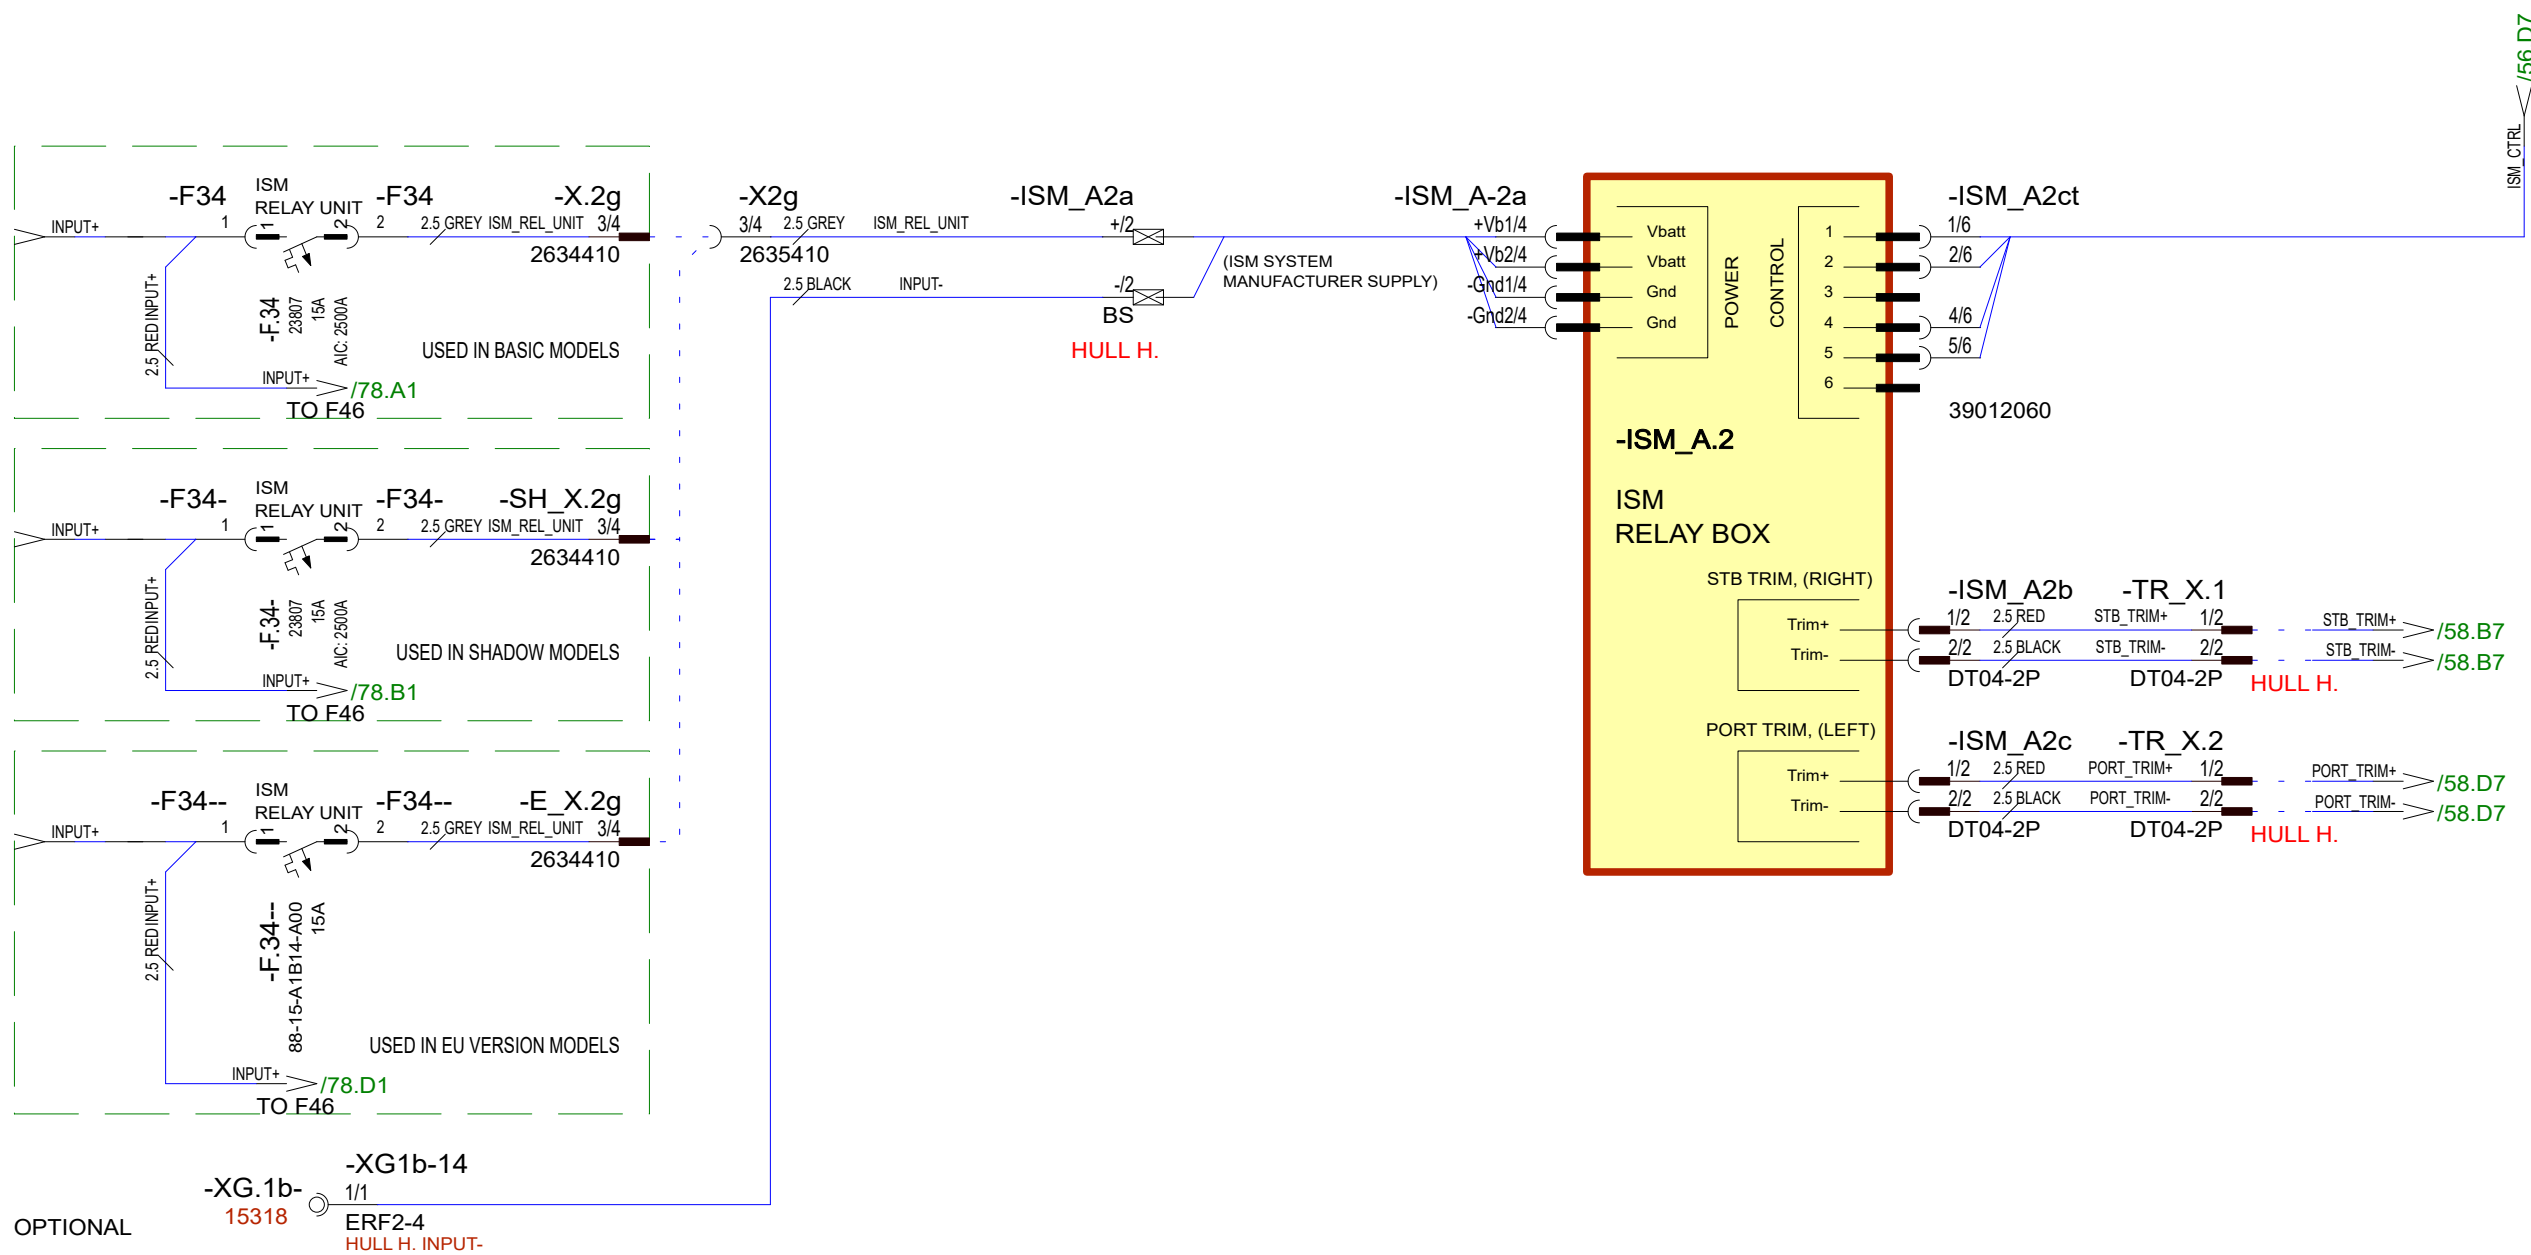 /56.D7
ISM_CTRL
-F34
ISM
RELAY UNIT
-F34
-X.2g
INPUT+
1
1
2
2
2.5 GREY
ISM_REL_UNIT
3/4
2634410
2.5 RED
INPUT+
-F.34
23807
15A
AIC: 2500A
USED IN BASIC MODELS
INPUT+
/78.A1
TO F46
-X2g
3/4
2.5 GREY
ISM_REL_UNIT
2635410
2.5 BLACK
INPUT-
-ISM_A2a
+/2
-/2
BS
HULL H.
(ISM SYSTEM
MANUFACTURER SUPPLY)
-ISM_A-2a
+Vb1/4
+Vb2/4
-Gnd1/4
-Gnd2/4
Vbatt
Vbatt
Gnd
Gnd
POWER
CONTROL
1
2
3
4
5
6
-ISM_A2ct
1/6
2/6
4/6
5/6
39012060
-ISM_A.2
ISM
RELAY BOX
-F34-
ISM
RELAY UNIT
-F34-
-SH_X.2g
INPUT+
1
1
2
2
2.5 GREY
ISM_REL_UNIT
3/4
2634410
2.5 RED
INPUT+
-F.34-
23807
15A
AIC: 2500A
USED IN SHADOW MODELS
INPUT+
/78.B1
TO F46
STB TRIM, (RIGHT)
Trim+
Trim-
-ISM_A2b
-TR_X.1
1/2
2.5 RED
STB_TRIM+
1/2
STB_TRIM+
/58.B7
2/2
2.5 BLACK
STB_TRIM-
2/2
STB_TRIM-
/58.B7
DT04-2P
DT04-2P
HULL H.
PORT TRIM, (LEFT)
Trim+
Trim-
-ISM_A2c
-TR_X.2
1/2
2.5 RED
PORT_TRIM+
1/2
PORT_TRIM+
/58.D7
2/2
2.5 BLACK
PORT_TRIM-
2/2
PORT_TRIM-
/58.D7
DT04-2P
DT04-2P
HULL H.
-F34--
ISM
RELAY UNIT
-F34--
-E_X.2g
INPUT+
1
1
2
2
2.5 GREY
ISM_REL_UNIT
3/4
2634410
2.5 RED
INPUT+
-F.34--
88-15-A1B14-A00
15A
USED IN EU VERSION MODELS
INPUT+
/78.D1
TO F46
-XG1b-14
-XG.1b-
1/1
15318
ERF2-4
OPTIONAL
HULL H. INPUT-